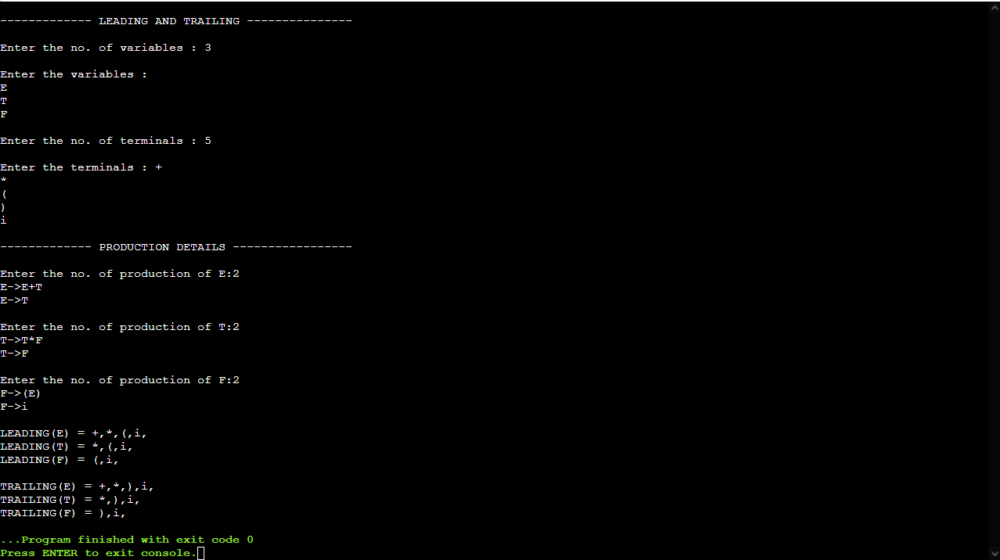 ------------- LEADING AND TRAILING ---------------
Enter the no. of variables : 3
Enter the variables :
E
T
F
Enter the no. of terminals : 5
Enter the terminals : +
*
(
)
i
------------- PRODUCTION DETAILS -----------------
Enter the no. of production of E:2
E->E+T
E->T
Enter the no. of production of T:2
T->T*F
T->F
Enter the no. of production of F:2
F->(E)
F->i
LEADING(E) = +,*,(,i,
LEADING(T) = *,(,i,
LEADING(F) = (,i,
TRAILING(E) = +,*,),i,
TRAILING(T) = *,),i,
TRAILING(F) = ),i,
...Program finished with exit code 0
Press ENTER to exit console.